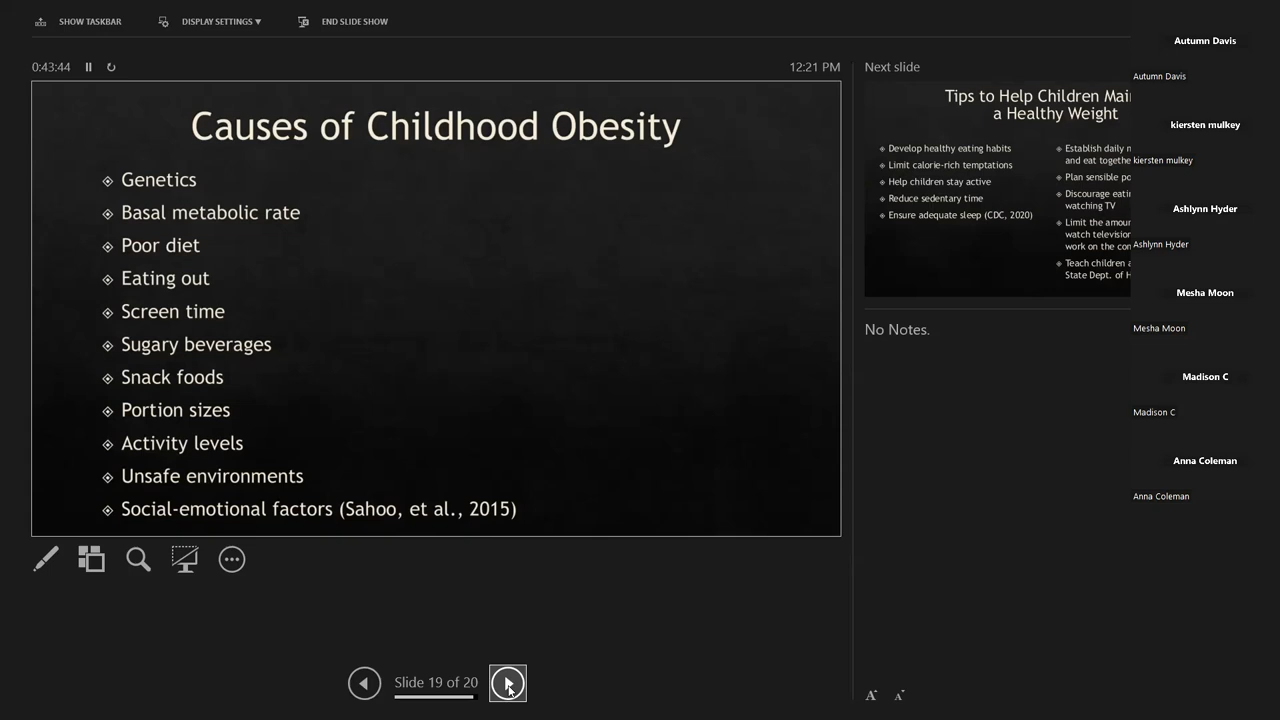 SHOW TASKBAR
DISPLAY SETTINGS
END SLIDE SHOW
0:43:44
12:21 PM
Causes of Childhood Obesity
Genetics
Basal metabolic rate
Poor diet
Eating out
Screen time
Sugary beverages
Snack foods
Portion sizes
Activity levels
Unsafe environments
Social-emotional factors (Sahoo, et al., 2015)
Slide 19 of 20
Next slide
Tips to Help Children Mai
a Healthy Weight
Develop healthy eating habits
Limit calorie-rich temptations
Help children stay active
Reduce sedentary time
Ensure adequate sleep (CDC, 2020)
Establish daily
and eat togethe
Plan sensible
Discourage
watching TV
Limit the
watch
work on the
Teach children
State Dept. of
No Notes.
A
A
Autumn Davis
Autumn Davis
kiersten mulkey
kiersten mulkey
Ashlynn Hyder
Ashlynn Hyder
Mesha Moon
Mesha Moon
Madison C
Madison C
Anna Coleman
Anna Coleman